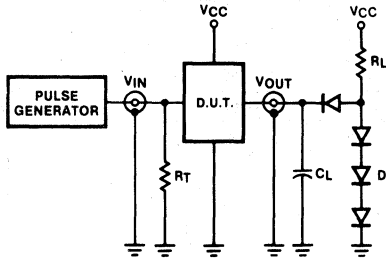 VCC
VCC
RL
VIN
VOUT
PULSE
GENERATOR
D.U.T.
RT
CL
D